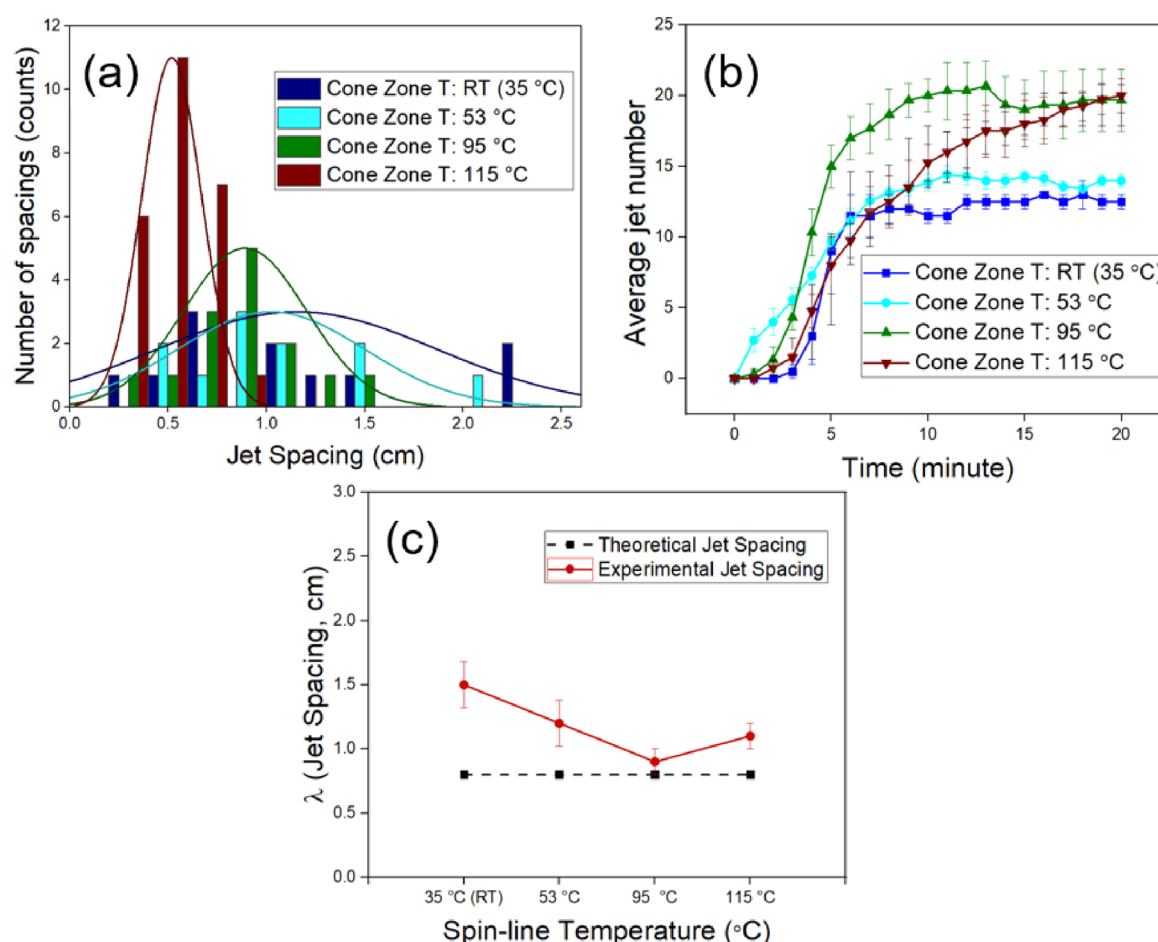 (a)
Number of spacings (counts)
12
10
8
6
4
2
0
0.0 0.5 1.0 1.5 2.0 2.5
Jet Spacing (cm)
Cone Zone T: RT (35 °C)
Cone Zone T: 53 °C
Cone Zone T: 95 °C
Cone Zone T: 115 °C
(b)
Average jet number
25
20
15
10
5
0
0 5 10 15 20
Time (minute)
Cone Zone T: RT (35 °C)
Cone Zone T: 53 °C
Cone Zone T: 95 °C
Cone Zone T: 115 °C
(c)
λ (Jet Spacing, cm)
3.0
2.5
2.0
1.5
1.0
0.5
0.0
Theoretical Jet Spacing
Experimental Jet Spacing
35 °C (RT) 53 °C 95 °C 115 °C
Spin-line Temperature (°C)